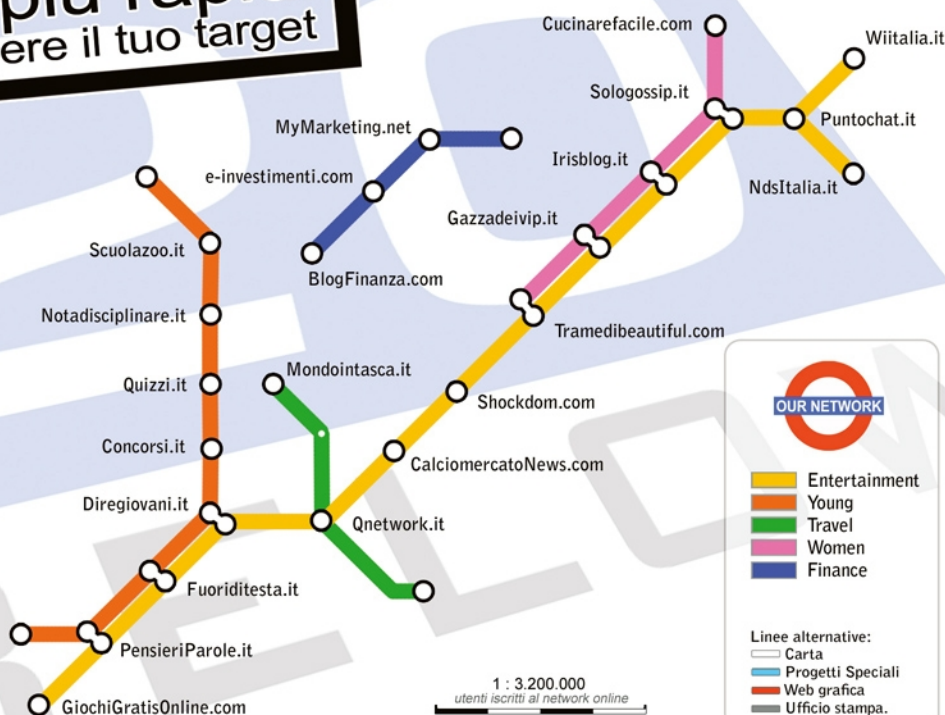 ere il tuo target
Cucinarefacile.com
Wiitalia.it
Sologossip.it
Puntochat.it
MyMarketing.net
Irisblog.it
e-investimenti.com
NdsItalia.it
Gazzadeivip.it
Scuolazoo.it
BlogFinanza.com
Notadisciplinare.it
Tramedibeautiful.com
Mondointasca.it
Quizzi.it
Shockdom.com
Concorsi.it
CalciomercatoNews.com
Diregiovani.it
Qnetwork.it
Fuoriditesta.it
PensieriParole.it
GiochiGratisOnline.com
OUR NETWORK
Entertainment
Young
Travel
Women
Finance
Linee alternative:
Carta
Progetti Speciali
Web grafica
Ufficio stampa.
1 : 3.200.000
utenti iscritti al network online